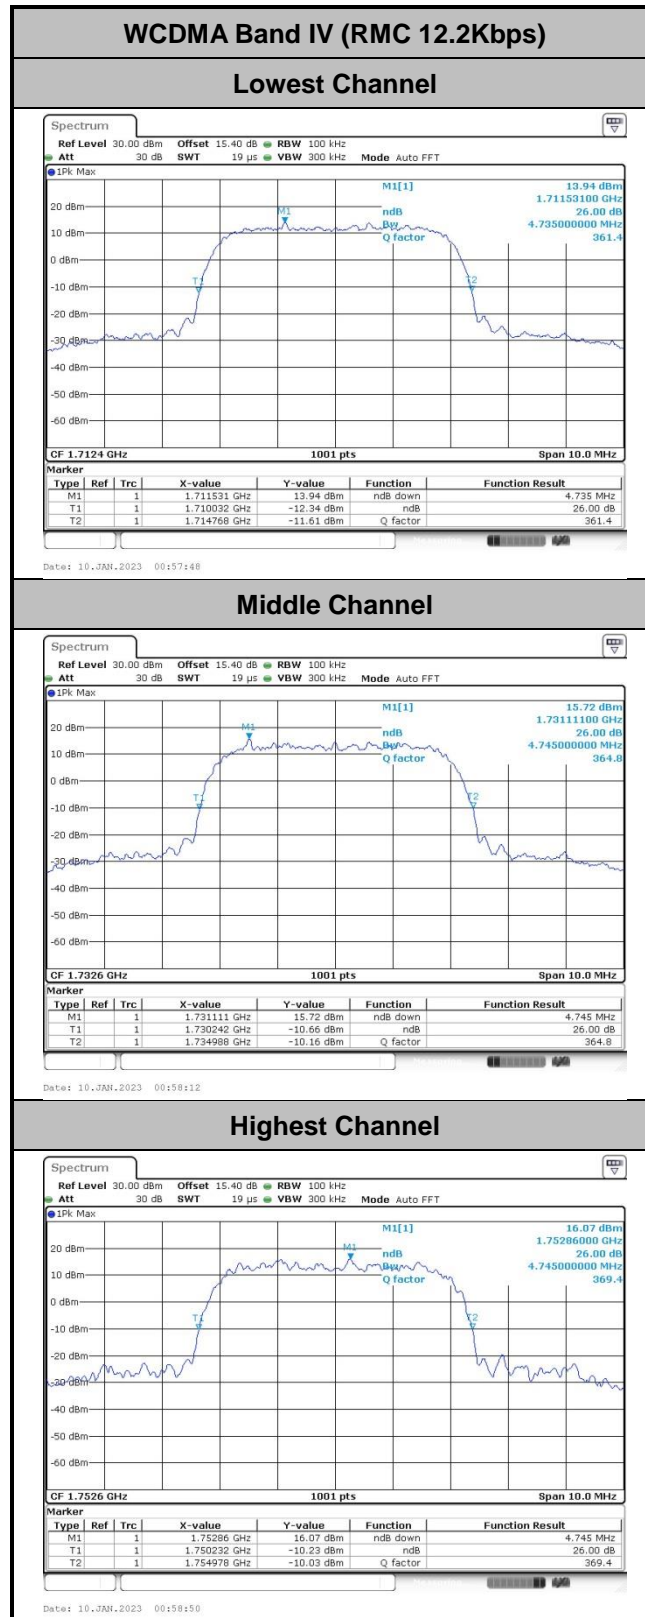 WCDMA Band IV (RMC 12.2Kbps)
Lowest Channel
Spectrum
Ref Level 30.00 dBm Offset 15.40 dB RBW 100 kHz
Att 30 dB SWT 19 µs VBW 300 kHz Mode Auto FFT
1Pk Max
M1[1] 13.94 dBm
1.71153100 GHz
20 dBm
M1
ndB 26.00 dB
10 dBm
Bw 4.735000000 MHz
Q factor 361.4
0 dBm
T1 T2
-10 dBm
-20 dBm
-30 dBm
-40 dBm
-50 dBm
-60 dBm
CF 1.7124 GHz 1001 pts Span 10.0 MHz
Marker
Type Ref Trc X-value Y-value Function Function Result
M1 1 1.711531 GHz 13.94 dBm ndB down 4.735 MHz
T1 1 1.710032 GHz -12.34 dBm ndB 26.00 dB
T2 1 1.714768 GHz -11.61 dBm Q factor 361.4
Date: 10.JAN.2023 00:57:48
Middle Channel
Spectrum
Ref Level 30.00 dBm Offset 15.40 dB RBW 100 kHz
Att 30 dB SWT 19 µs VBW 300 kHz Mode Auto FFT
1Pk Max
M1[1] 15.72 dBm
1.73111100 GHz
20 dBm
M1
ndB 26.00 dB
10 dBm
Bw 4.745000000 MHz
Q factor 364.8
0 dBm
T1 T2
-10 dBm
-20 dBm
-30 dBm
-40 dBm
-50 dBm
-60 dBm
CF 1.7326 GHz 1001 pts Span 10.0 MHz
Marker
Type Ref Trc X-value Y-value Function Function Result
M1 1 1.731111 GHz 15.72 dBm ndB down 4.745 MHz
T1 1 1.730242 GHz -10.66 dBm ndB 26.00 dB
T2 1 1.734988 GHz -10.16 dBm Q factor 364.8
Date: 10.JAN.2023 00:58:12
Highest Channel
Spectrum
Ref Level 30.00 dBm Offset 15.40 dB RBW 100 kHz
Att 30 dB SWT 19 µs VBW 300 kHz Mode Auto FFT
1Pk Max
M1[1] 16.07 dBm
1.75286000 GHz
20 dBm
M1
ndB 26.00 dB
10 dBm
Bw 4.745000000 MHz
Q factor 369.4
0 dBm
T1 T2
-10 dBm
-20 dBm
-30 dBm
-40 dBm
-50 dBm
-60 dBm
CF 1.7526 GHz 1001 pts Span 10.0 MHz
Marker
Type Ref Trc X-value Y-value Function Function Result
M1 1 1.75286 GHz 16.07 dBm ndB down 4.745 MHz
T1 1 1.750232 GHz -10.23 dBm ndB 26.00 dB
T2 1 1.754978 GHz -10.03 dBm Q factor 369.4
Date: 10.JAN.2023 00:58:50